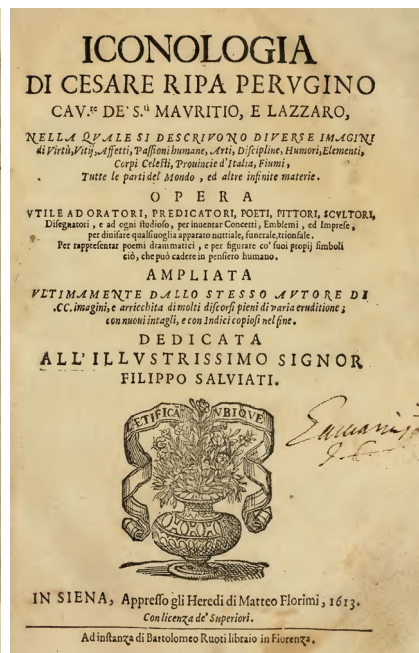 ICONOLOGIA
DI CESARE RIPA PERVGINO
CAV.re DE' S.ti MAVRITIO, E LAZZARO,
NELLA QVALE SI DESCRIVONO DIVERSE IMAGINI
di Virtù, Vitij, Affetti, Paſſioni humane, Arti, Diſcipline, Humori, Elementi,
Corpi Celeſti, Prouincie d'Italia, Fiumi,
Tutte le parti del Mondo, ed altre infinite materie.
OPERA
VTILE AD ORATORI, PREDICATORI, POETI, PITTORI, SCVLTORI,
Diſegnatori, e ad ogni ſtudioſo, per inuentar Concetti, Emblemi, ed Impreſe,
per diuiſare qualſiuoglia apparato nuttiale, funerale, trionfale.
Per rappreſentar poemi drammatici, e per figurare co' ſuoi propij ſimboli
ciò, che può cadere in penſiero humano.
AMPLIATA
VLTIMAMENTE DALLO STESSO AVTORE DI
.CC. imagini, e arricchita di molti diſcorſi pieni di varia eruditione;
con nuoui intagli, e con Indici copioſi nel fine.
DEDICATA
ALL'ILLVSTRISSIMO SIGNOR
FILIPPO SALVIATI.
LETIFICA VBIQVE
IN SIENA, Appreſſo gli Heredi di Matteo Florimi, 1613.
Con licenza de' Superiori.
Ad inſtanza di Bartolomeo Ruoti libraio in Fiorenza.